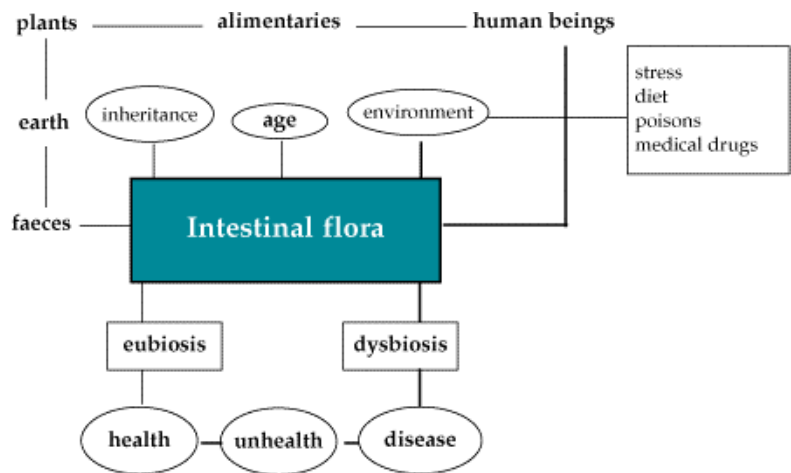 plants alimentaries human beings
stress
diet
poisons
medical drugs
earth inheritance age environment
faeces Intestinal flora
eubiosis dysbiosis
health unhealth disease